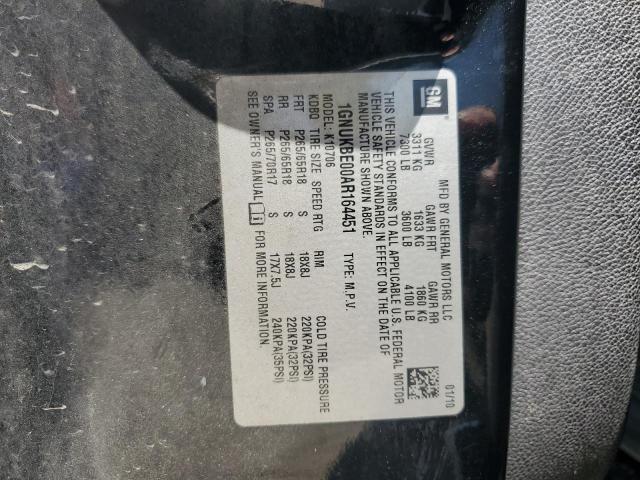 GM
MFD BY GENERAL MOTORS LLC 01/10
GVWR GAWR FRT GAWR RR
3311 KG 1633 KG 1860 KG
7300 LB 3600 LB 4100 LB
THIS VEHICLE CONFORMS TO ALL APPLICABLE U.S. FEDERAL MOTOR
VEHICLE SAFETY STANDARDS IN EFFECT ON THE DATE OF
MANUFACTURE SHOWN ABOVE.
1GNUKBE00AR164451 TYPE: M.P.V.
MODEL: K10706
KDBQ TIRE SIZE SPEED RTG RIM COLD TIRE PRESSURE
FRT P265/65R18 S 18X8J 220KPA(32PSI)
RR P265/65R18 S 18X8J 220KPA(32PSI)
SPA P265/70R17 S 17X7.5J 240KPA(35PSI)
SEE OWNER'S MANUAL i FOR MORE INFORMATION.